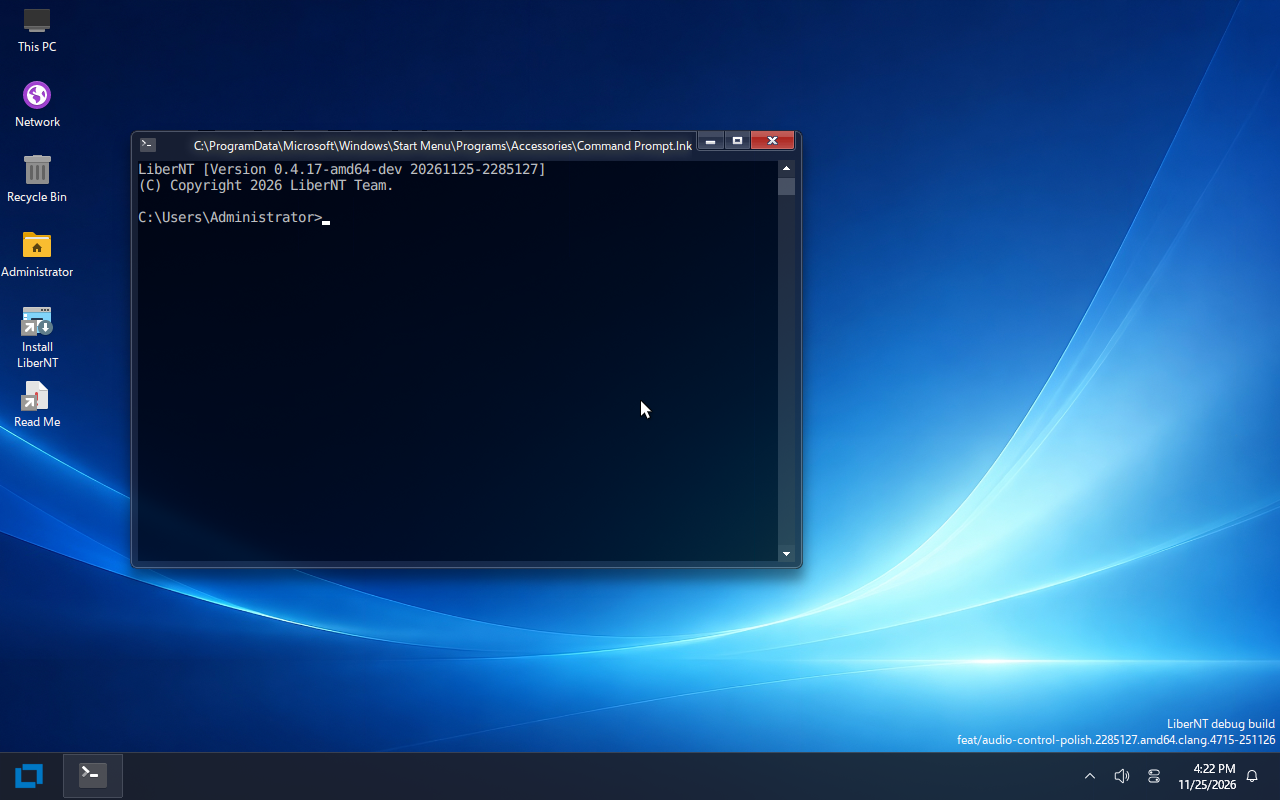 This PC
Network
Recycle Bin
Administrator
Install
LiberNT
Read Me
C:\ProgramData\Microsoft\Windows\Start Menu\Programs\Accessories\Command Prompt.lnk
LiberNT [Version 0.4.17-amd64-dev 20261125-2285127]
(C) Copyright 2026 LiberNT Team.
C:\Users\Administrator>
LiberNT debug build
feat/audio-control-polish.2285127.amd64.clang.4715-251126
4:22 PM
11/25/2026